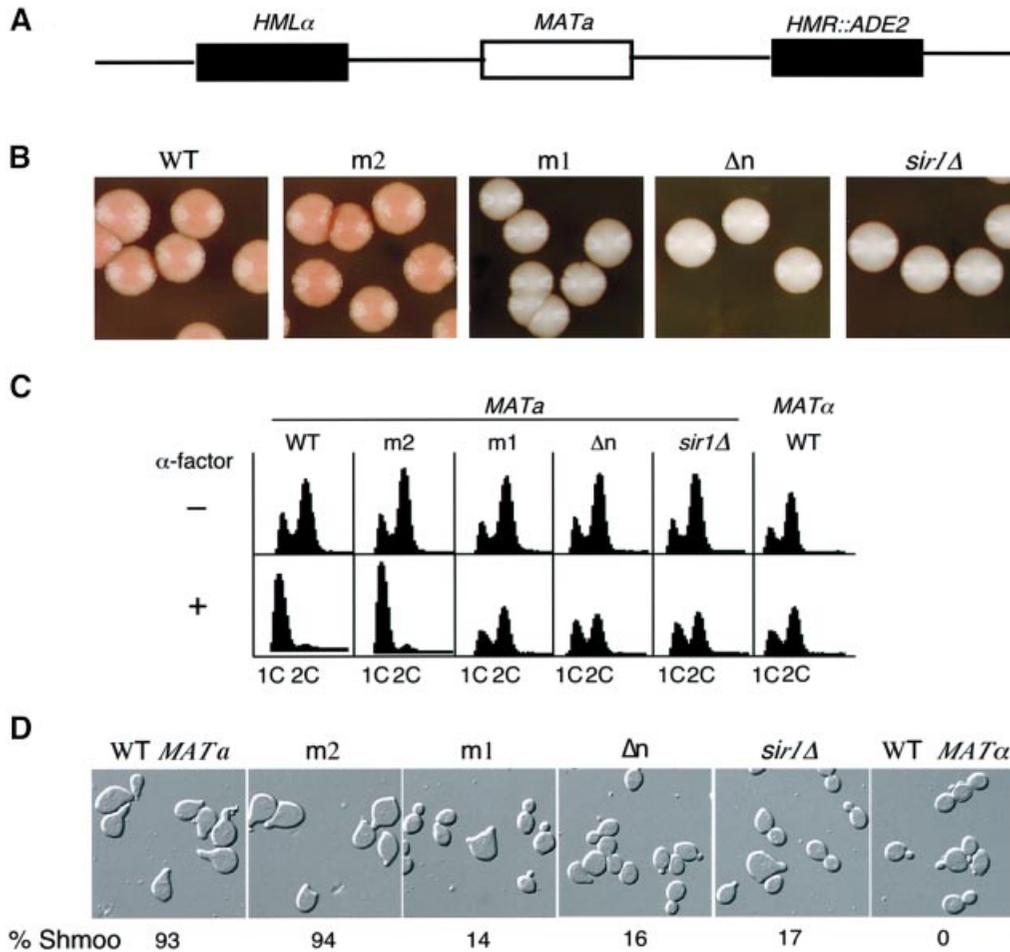 A
HMLα MATa HMR::ADE2
B
WT m2 m1 Δn sir1Δ
C
MATa MATα
WT m2 m1 Δn sir1Δ WT
α-factor
−
+
1C 2C 1C 2C 1C 2C 1C 2C 1C 2C 1C 2C
D
WT MATa m2 m1 Δn sir1Δ WT MATα
% Shmoo 93 94 14 16 17 0